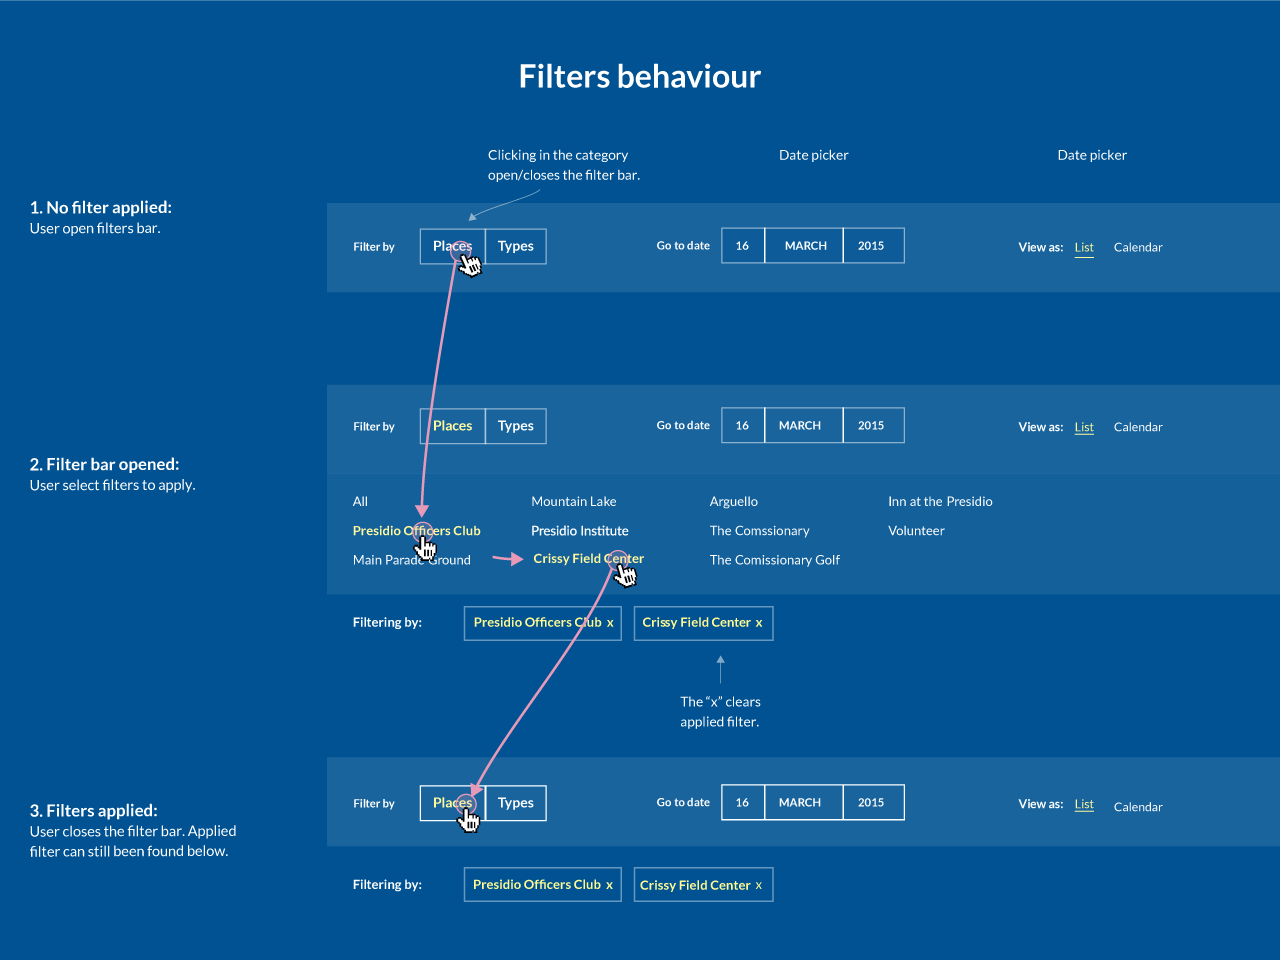 Filters behaviour
Clicking in the category
open/closes the filter bar.
Date picker
Date picker
1. No filter applied:
User open filters bar.
Filter by
Places
Types
Go to date
16
MARCH
2015
View as:
List
Calendar
2. Filter bar opened:
User select filters to apply.
Filter by
Places
Types
Go to date
16
MARCH
2015
View as:
List
Calendar
All
Mountain Lake
Arguello
Inn at the Presidio
Presidio Officers Club
Presidio Institute
The Comssionary
Volunteer
Main Parade Ground
Crissy Field Center
The Comissionary Golf
Filtering by:
Presidio Officers Club x
Crissy Field Center x
The “x” clears
applied filter.
3. Filters applied:
User closes the filter bar. Applied
filter can still been found below.
Filter by
Places
Types
Go to date
16
MARCH
2015
View as:
List
Calendar
Filtering by:
Presidio Officers Club x
Crissy Field Center x